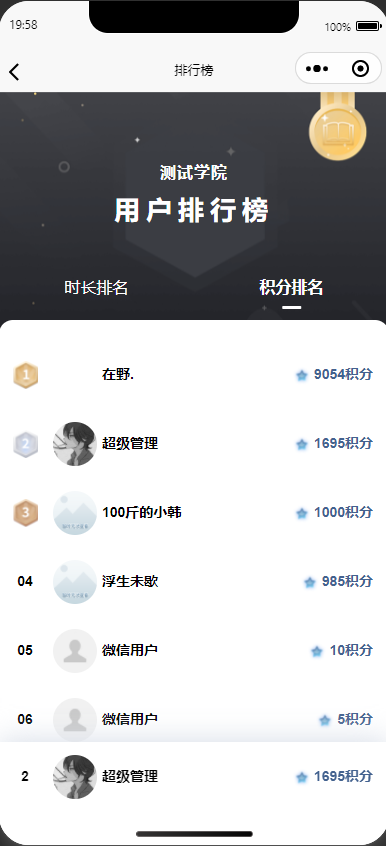 19:58
100%
排行榜
测试学院
用户排行榜
时长排名 积分排名
1 在野. 9054积分
2 超级管理 1695积分
3 100斤的小韩 1000积分
04 浮生未歇 985积分
05 微信用户 10积分
06 微信用户 5积分
2 超级管理 1695积分